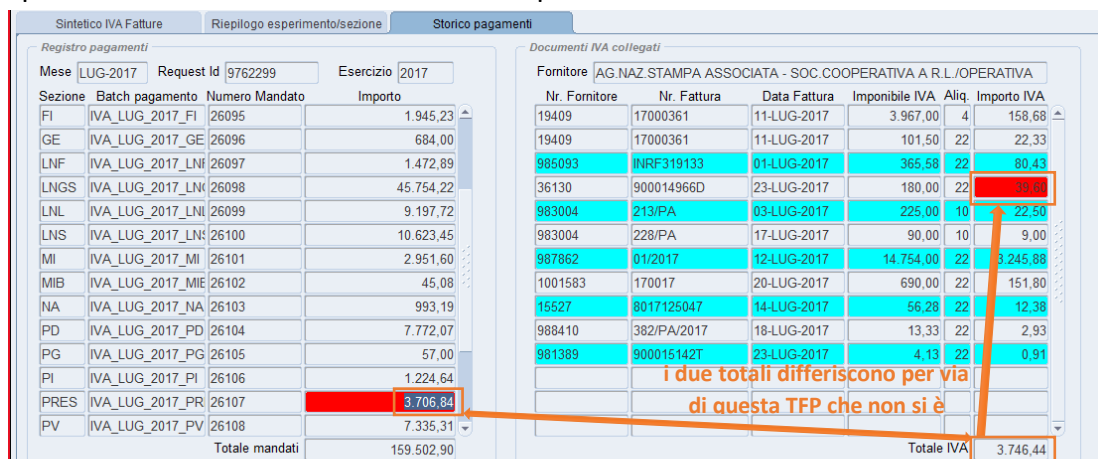 Sintetico IVA Fatture Riepilogo esperimento/sezione Storico pagamenti
Registro pagamenti
Mese LUG-2017 Request Id 9762299 Esercizio 2017
Sezione Batch pagamento Numero Mandato Importo
FI IVA_LUG_2017_FI 26095 1.945,23
GE IVA_LUG_2017_GE 26096 684,00
LNF IVA_LUG_2017_LNF 26097 1.472,89
LNGS IVA_LUG_2017_LN 26098 45.754,22
LNL IVA_LUG_2017_LNL 26099 9.197,72
LNS IVA_LUG_2017_LNS 26100 10.623,45
MI IVA_LUG_2017_MI 26101 2.951,60
MIB IVA_LUG_2017_MIE 26102 45,08
NA IVA_LUG_2017_NA 26103 993,19
PD IVA_LUG_2017_PD 26104 7.772,07
PG IVA_LUG_2017_PG 26105 57,00
PI IVA_LUG_2017_PI 26106 1.224,64
PRES IVA_LUG_2017_PR 26107 3.706,84
PV IVA_LUG_2017_PV 26108 7.335,31
Totale mandati 159.502,90
Documenti IVA collegati
Fornitore AG.NAZ.STAMPA ASSOCIATA - SOC.COOPERATIVA A R.L./OPERATIVA
Nr. Fornitore Nr. Fattura Data Fattura Imponibile IVA Aliq. Importo IVA
19409 17000361 11-LUG-2017 3.967,00 4 158,68
19409 17000361 11-LUG-2017 101,50 22 22,33
985093 INRF319133 01-LUG-2017 365,58 22 80,43
36130 900014966D 23-LUG-2017 180,00 22 39,60
983004 213/PA 03-LUG-2017 225,00 10 22,50
983004 228/PA 17-LUG-2017 90,00 10 9,00
987862 01/2017 12-LUG-2017 14.754,00 22 3.245,88
1001583 170017 20-LUG-2017 690,00 22 151,80
15527 8017125047 14-LUG-2017 56,28 22 12,38
988410 382/PA/2017 18-LUG-2017 13,33 22 2,93
981389 900015142T 23-LUG-2017 4,13 22 0,91
i due totali differiscono per via
di questa TFP che non si è
Totale IVA 3.746,44